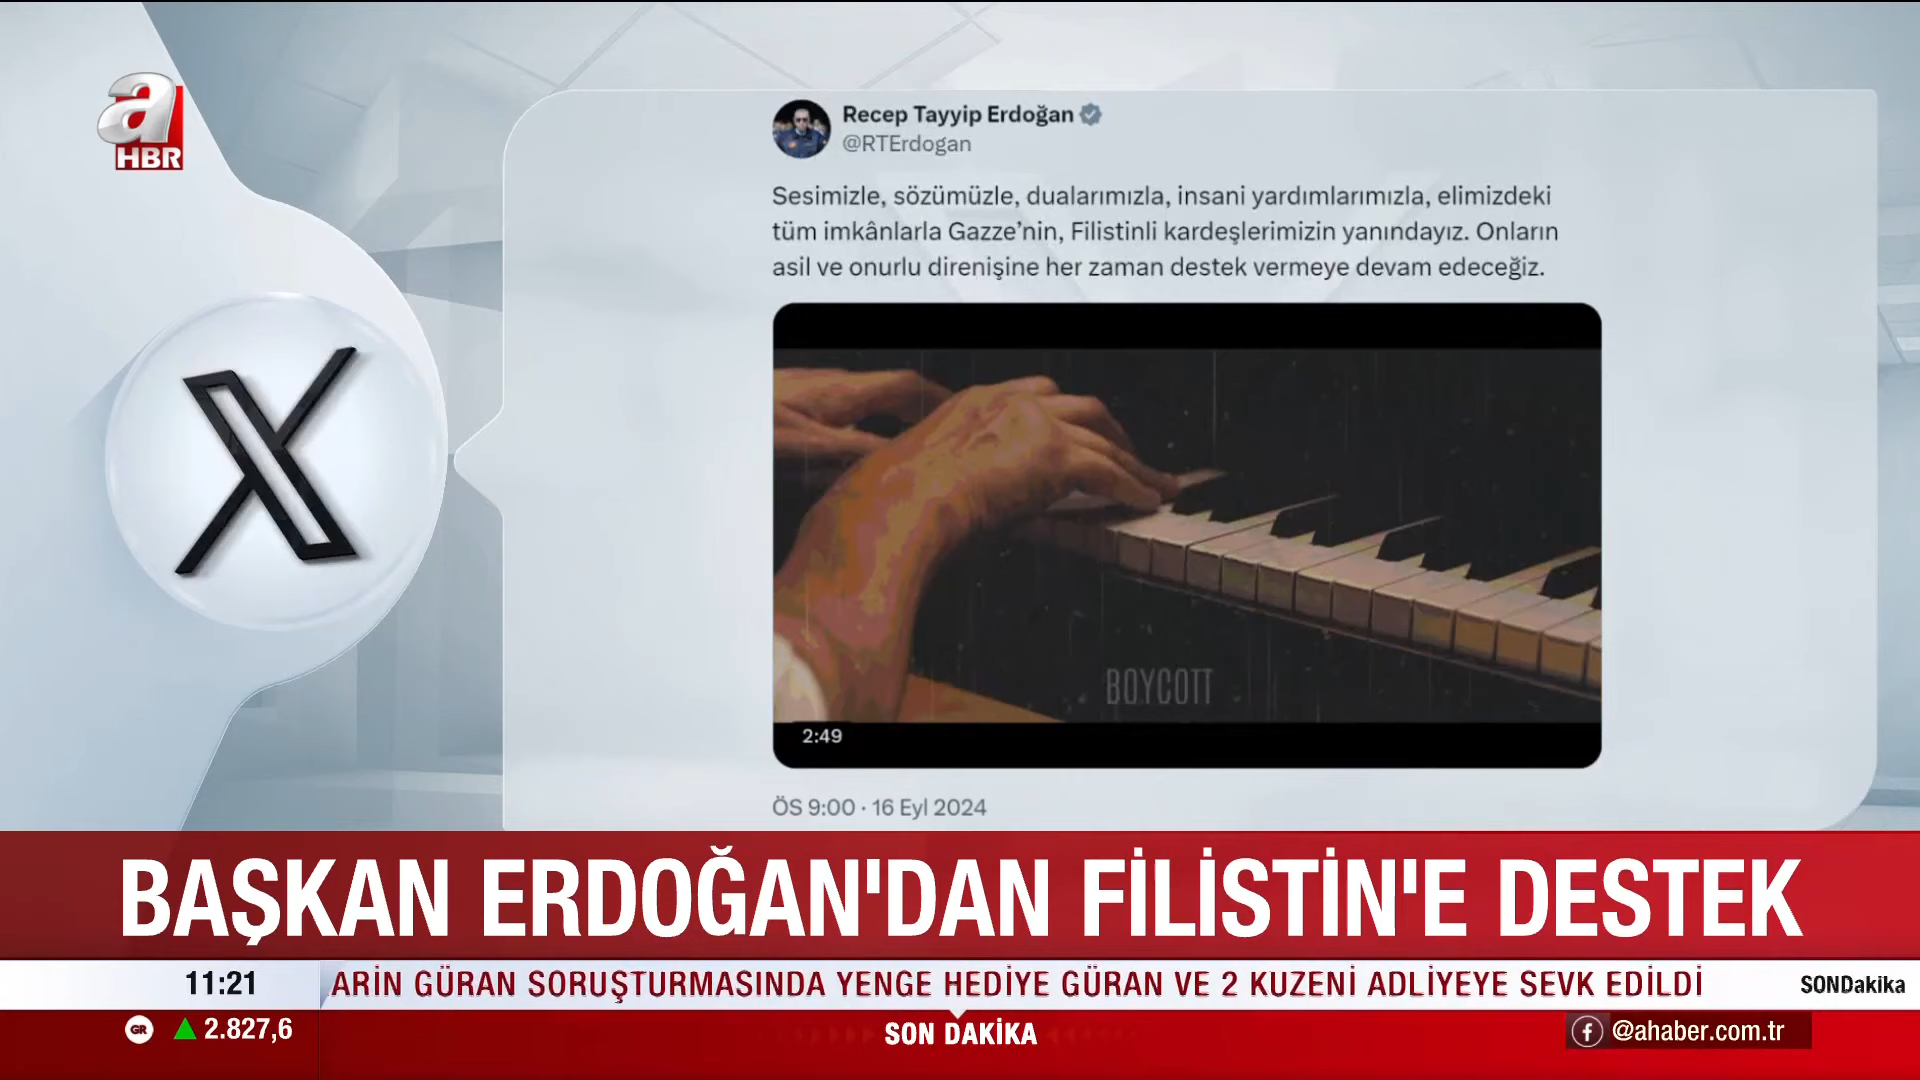 a
HBR
Recep Tayyip Erdoğan
@RTErdogan
Sesimizle, sözümüzle, dualarımızla, insani yardımlarımızla, elimizdeki
tüm imkânlarla Gazze’nin, Filistinli kardeşlerimizin yanındayız. Onların
asil ve onurlu direnişine her zaman destek vermeye devam edeceğiz.
BOYCOTT
2:49
ÖS 9:00 · 16 Eyl 2024
BAŞKAN ERDOĞAN'DAN FİLİSTİN'E DESTEK
11:21
ARİN GÜRAN SORUŞTURMASINDA YENGE HEDİYE GÜRAN VE 2 KUZENİ ADLİYEYE SEVK EDİLDİ
SONDakika
GR
2.827,6
SON DAKİKA
@ahaber.com.tr